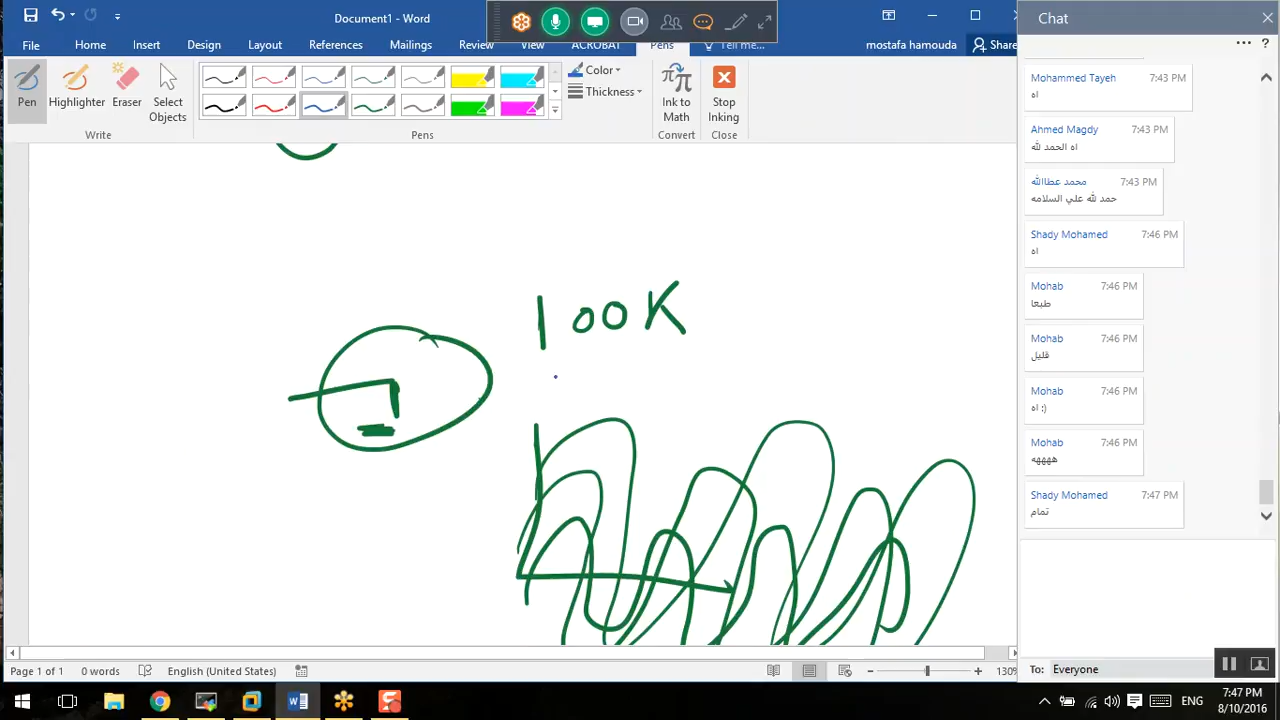 Document1 - Word
Chat
File
Home
Insert
Design
Layout
References
Mailings
Review
View
ACROBAT
Pens
Tell me...
mostafa hamouda
Share
Pen
Highlighter
Eraser
Select Objects
Color
Thickness
Ink to Math
Stop Inking
Write
Pens
Convert
Close
100K
Mohammed Tayeh 7:43 PM
اه
Ahmed Magdy 7:43 PM
اه الحمد لله
محمد عطاالله 7:43 PM
حمد لله علي السلامه
Shady Mohamed 7:46 PM
اه
Mohab 7:46 PM
طبعا
Mohab 7:46 PM
قليل
Mohab 7:46 PM
اه :)
Mohab 7:46 PM
هههههه
Shady Mohamed 7:47 PM
تمام
To: Everyone
Page 1 of 1
0 words
English (United States)
130%
ENG
7:47 PM
8/10/2016